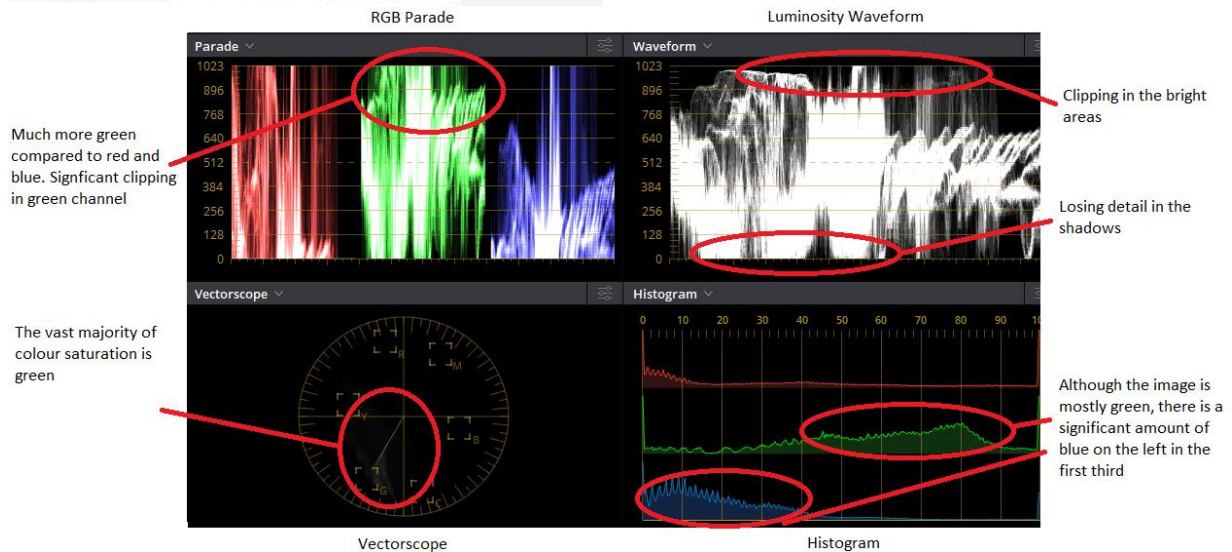 RGB Parade
Luminosity Waveform
Parade
Waveform
1023
896
768
640
512
384
256
128
0
1023
896
768
640
512
384
256
128
0
Much more green
compared to red and
blue. Signficant clipping
in green channel
Clipping in the bright
areas
Losing detail in the
shadows
Vectorscope
Histogram
R
M
Y
B
G
C
0 10 20 30 40 50 60 70 80 90
The vast majority of
colour saturation is
green
Although the image is
mostly green, there is a
significant amount of
blue on the left in the
first third
Vectorscope
Histogram